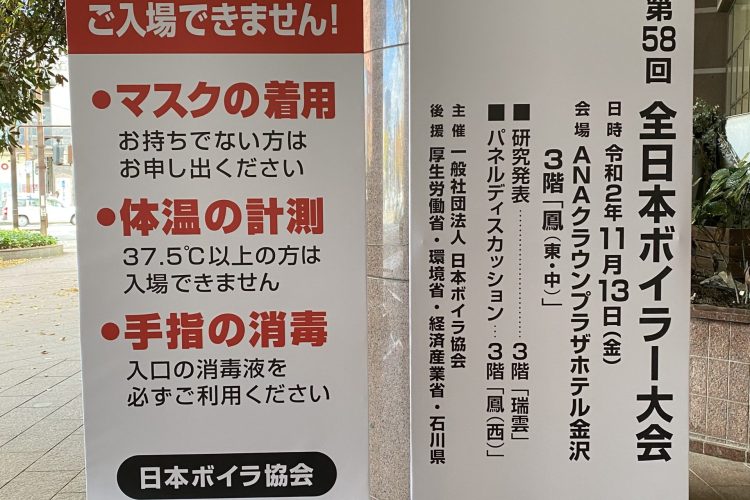 ご入場できません!
●マスクの着用
お持ちでない方は
お申し出ください
●体温の計測
37.5℃以上の方は
入場できません
●手指の消毒
入口の消毒液を
必ずご利用ください
日本ボイラ協会
第58回 全日本ボイラー大会
日時 令和2年11月13日(金)
会場 ANAクラウンプラザホテル金沢
3階「鳳(東・中)」
■研究発表…………………3階「瑞雲」
■パネルディスカッション…3階「鳳(西)」
主催 一般社団法人 日本ボイラ協会
後援 厚生労働省・環境省・経済産業省・石川県